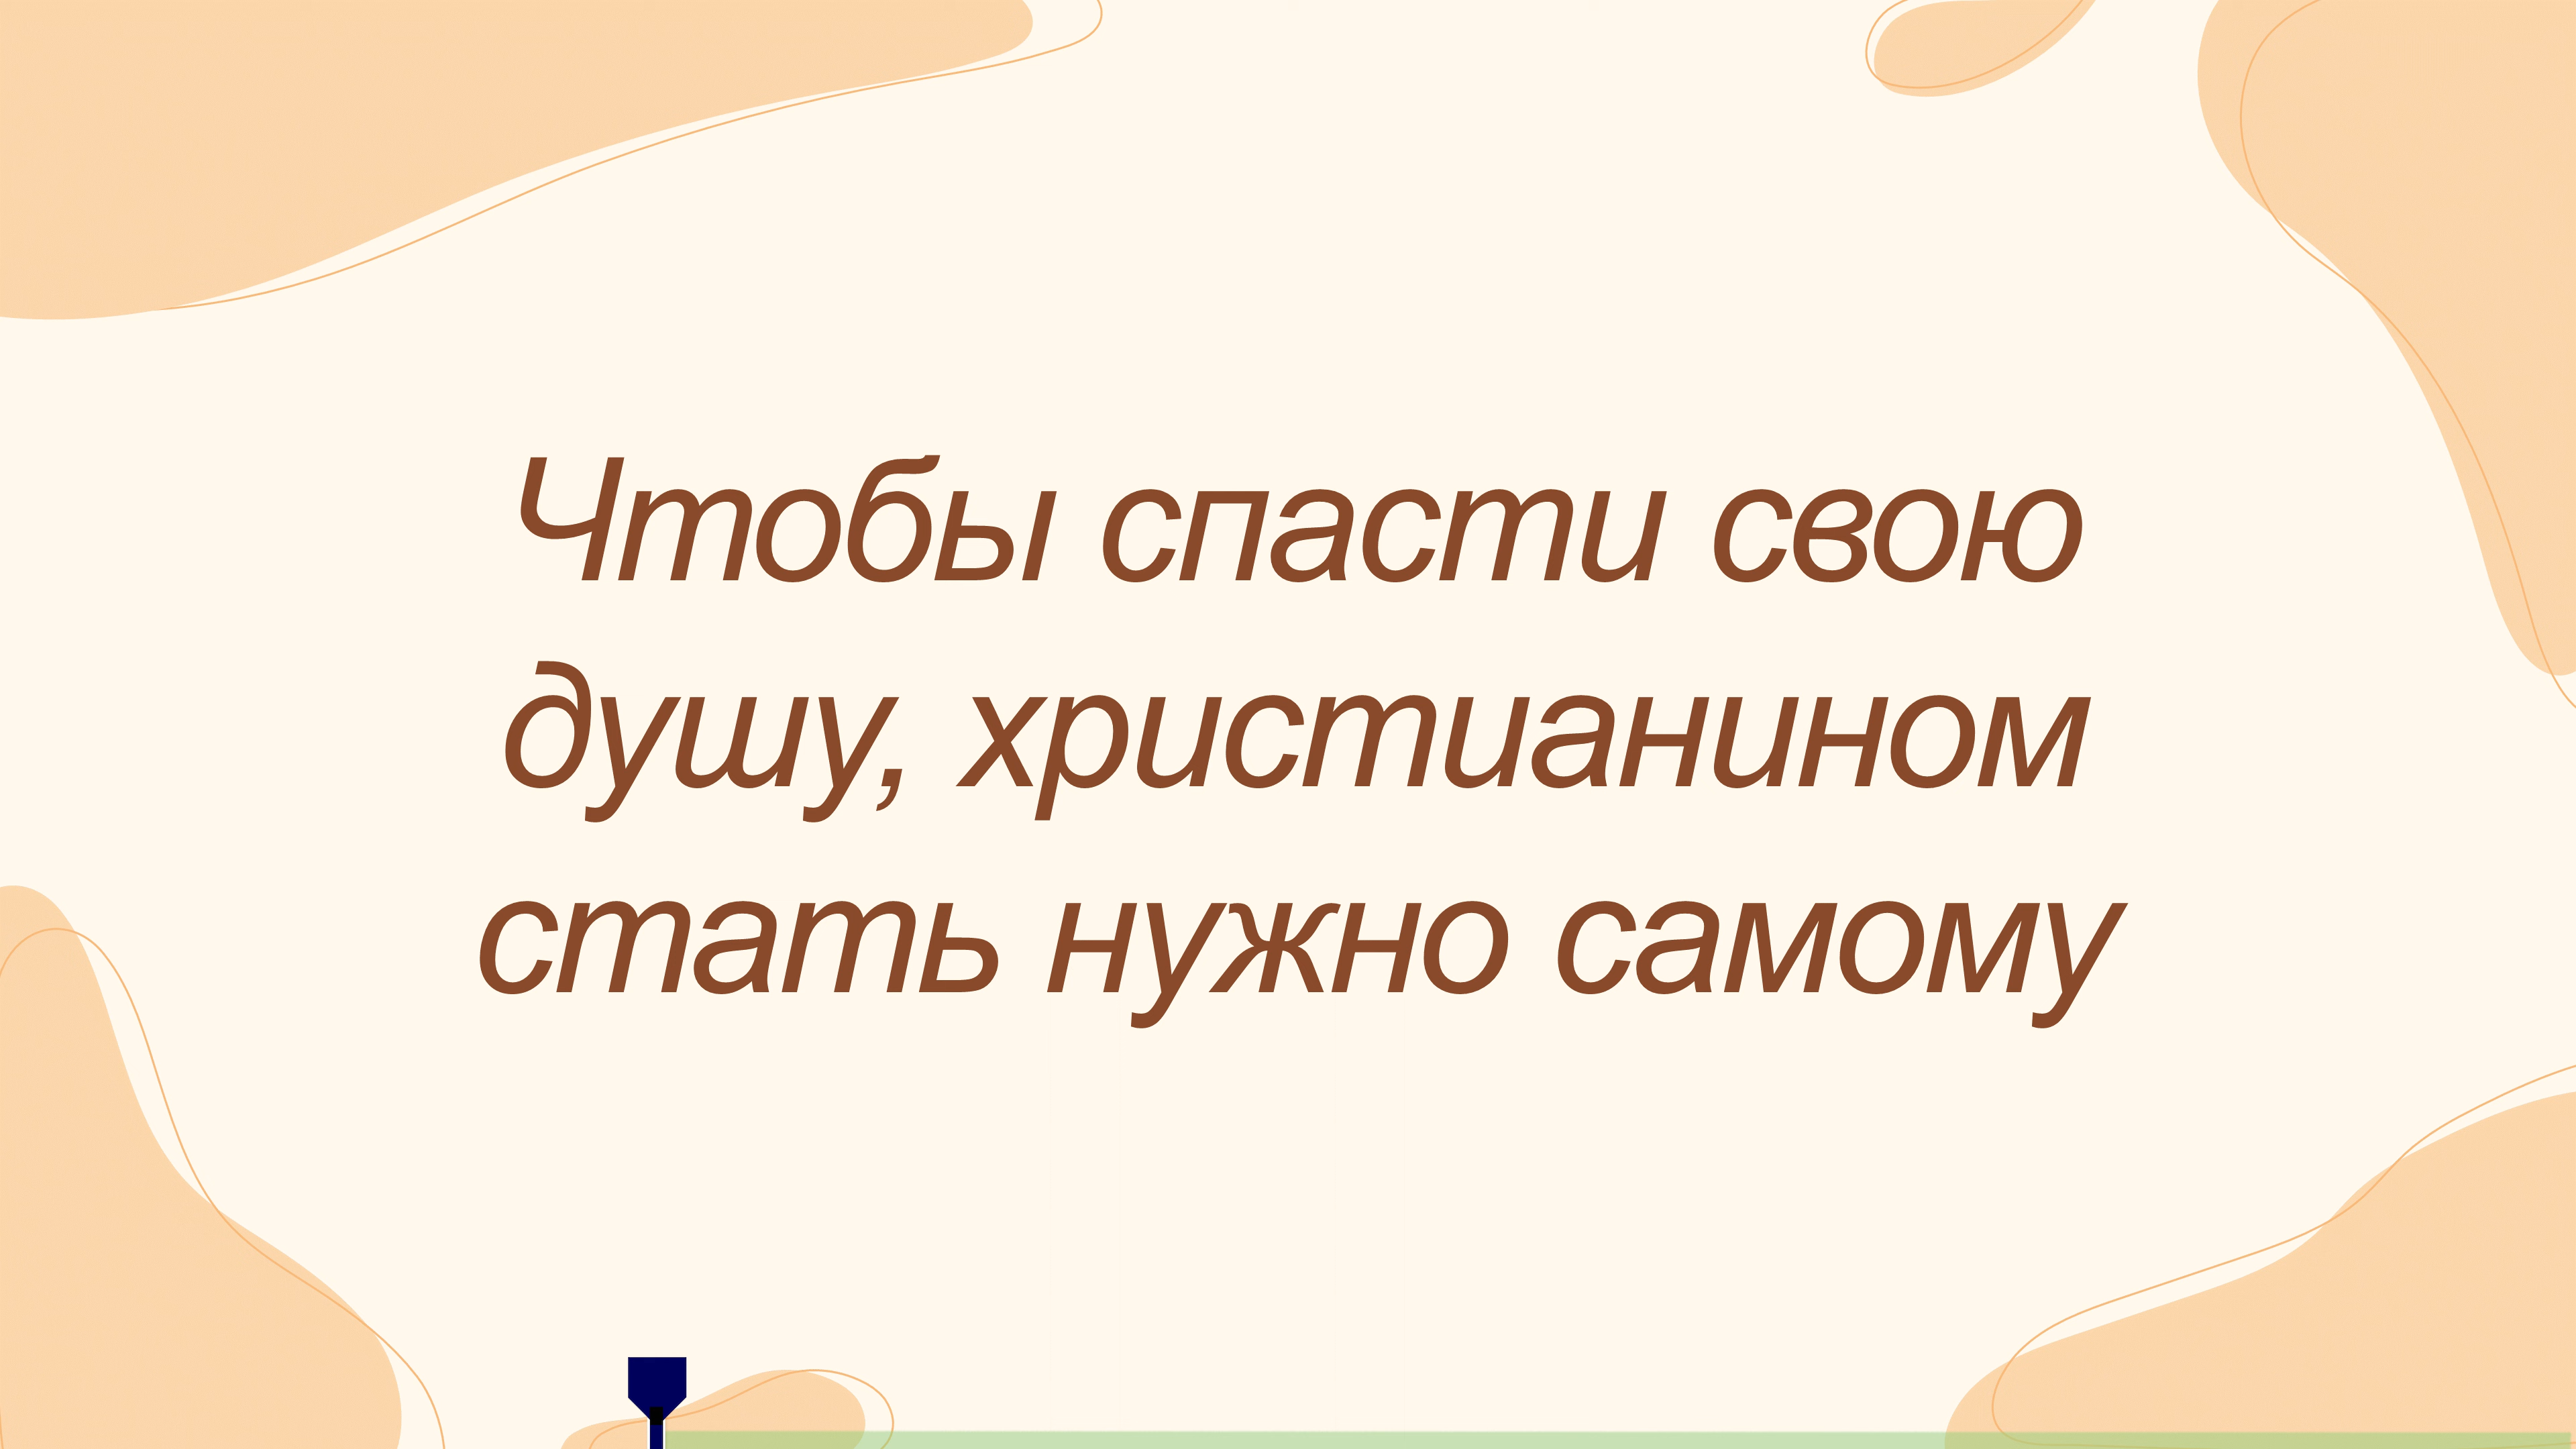 Чтобы спасти свою
душу, христианином
стать нужно самому